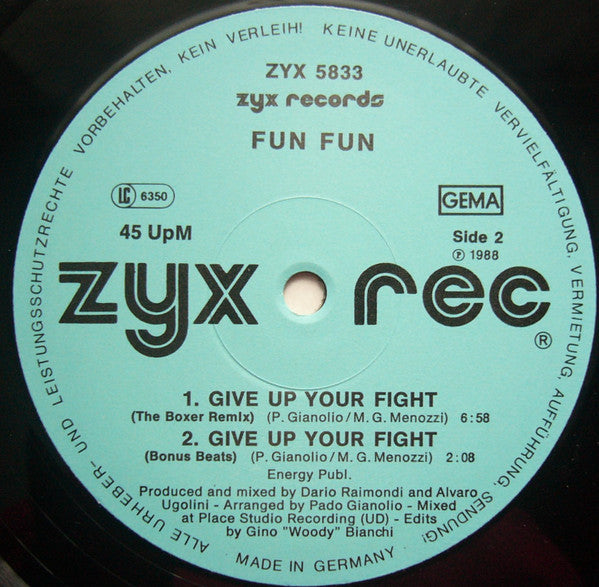 ALLE URHEBER- UND LEISTUNGSSCHUTZRECHTE VORBEHALTEN, KEIN VERLEIH! KEINE UNERLAUBTE VERVIELFÄLTIGUNG, VERMIETUNG, AUFFÜHRUNG, SENDUNG!
ZYX 5833
zyx records
FUN FUN
LC 6350
GEMA
45 UpM
Side 2
℗ 1988
zyx rec
®
1. GIVE UP YOUR FIGHT
(The Boxer Remix) (P. Gianolio/M. G. Menozzi) 6:58
2. GIVE UP YOUR FIGHT
(Bonus Beats) (P. Gianolio/M. G. Menozzi) 2:08
Energy Publ.
Produced and mixed by Dario Raimondi and Alvaro
Ugolini - Arranged by Pado Gianolio - Mixed
at Place Studio Recording (UD) - Edits
by Gino "Woody" Bianchi
MADE IN GERMANY